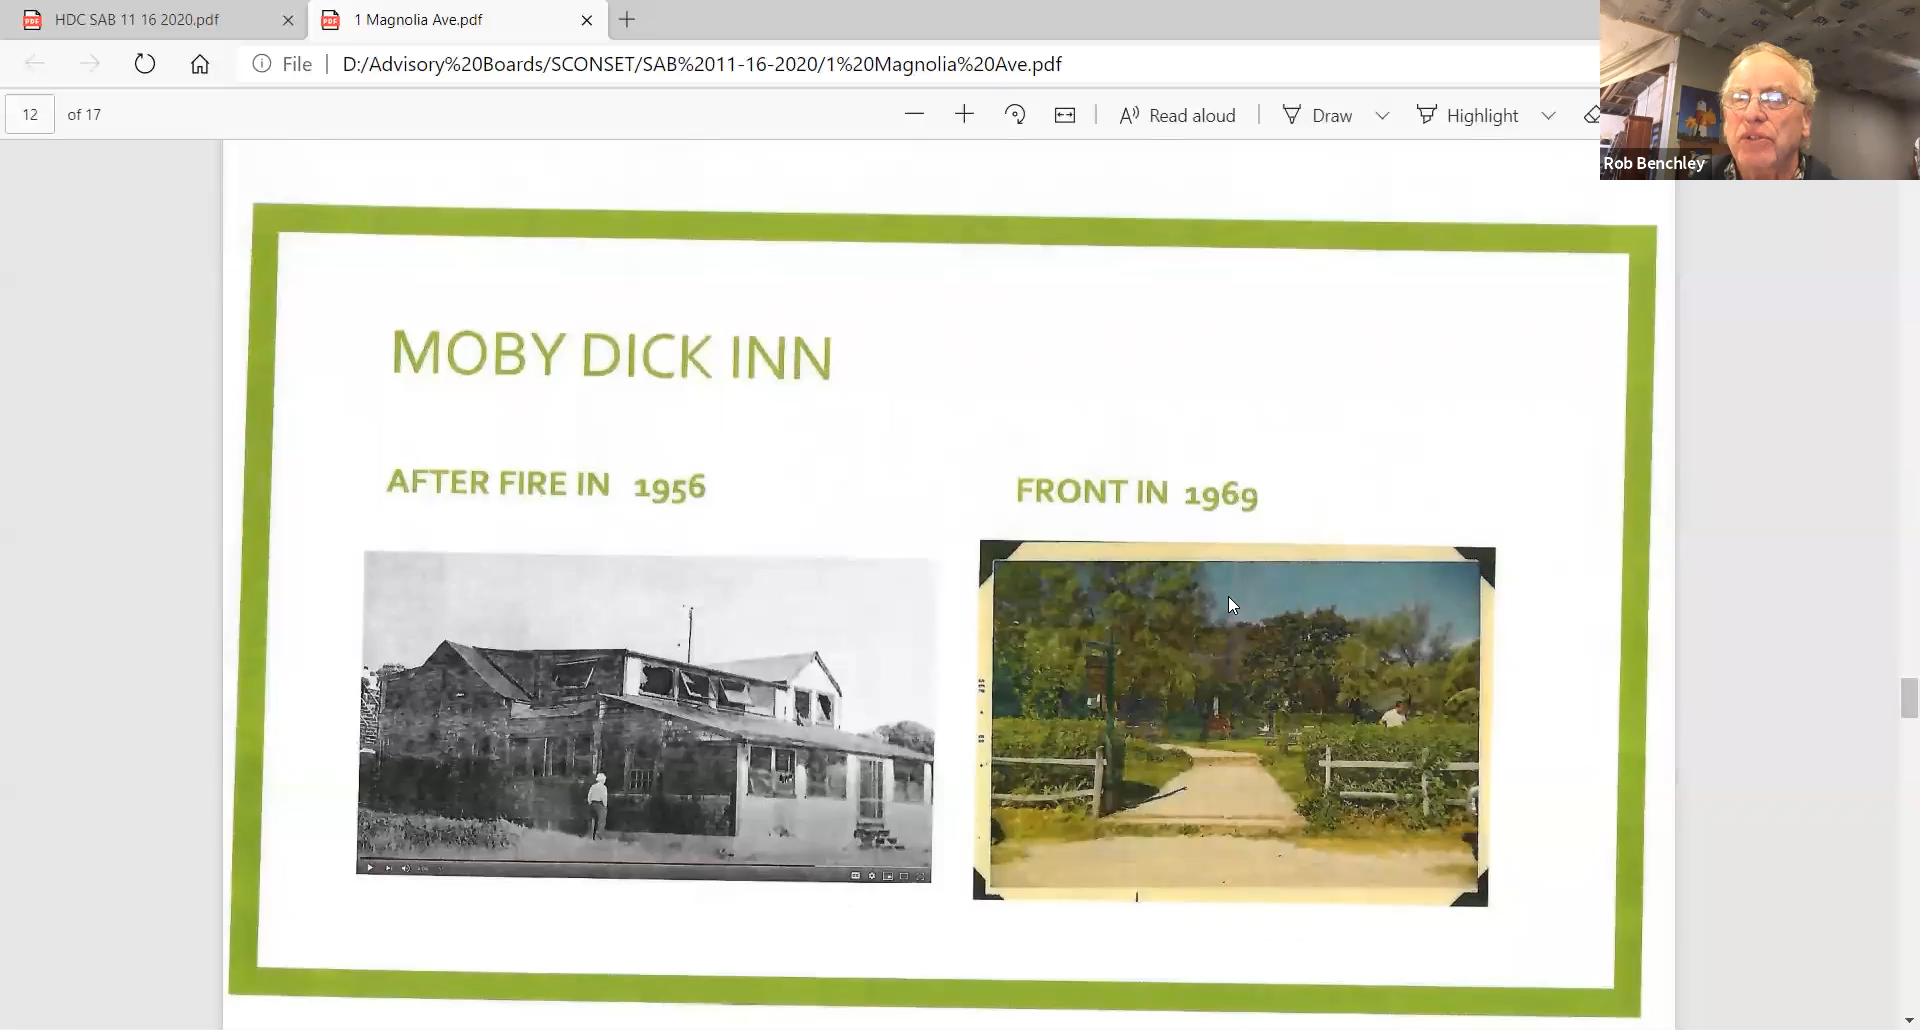 HDC SAB 11 16 2020.pdf
1 Magnolia Ave.pdf
File
D:/Advisory%20Boards/SCONSET/SAB%2011-16-2020/1%20Magnolia%20Ave.pdf
12 of 17
Read aloud
Draw
Highlight
Rob Benchley
MOBY DICK INN
AFTER FIRE IN 1956
FRONT IN 1969